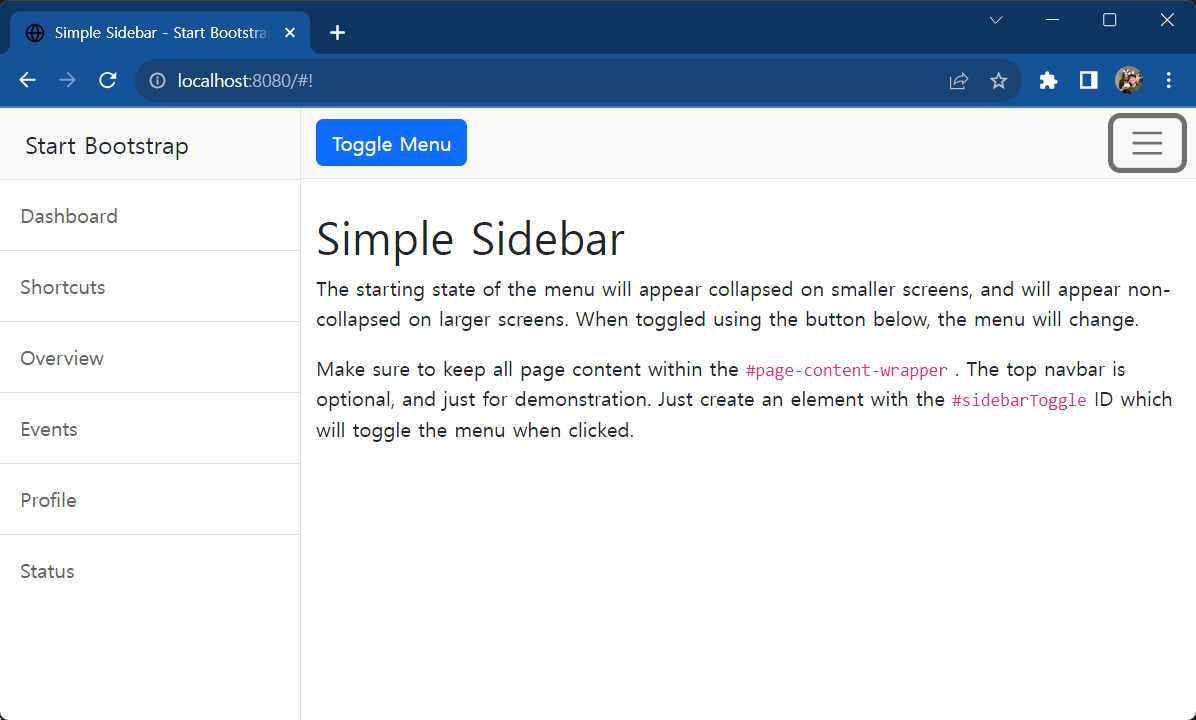 Simple Sidebar - Start Bootstra
localhost:8080/#!
Start Bootstrap
Toggle Menu
Dashboard
Shortcuts
Overview
Events
Profile
Status
Simple Sidebar
The starting state of the menu will appear collapsed on smaller screens, and will appear non-
collapsed on larger screens. When toggled using the button below, the menu will change.
Make sure to keep all page content within the #page-content-wrapper . The top navbar is
optional, and just for demonstration. Just create an element with the #sidebarToggle ID which
will toggle the menu when clicked.